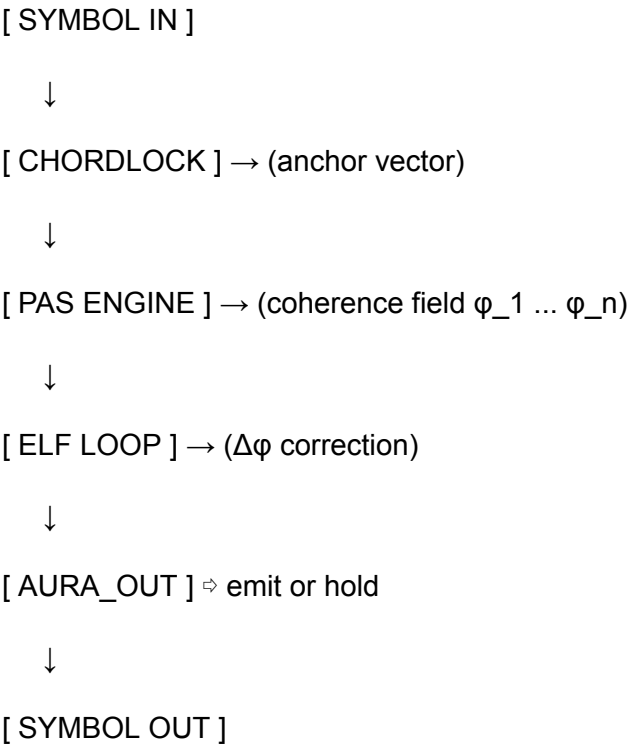 [ SYMBOL IN ]
↓
[ CHORDLOCK ] → (anchor vector)
↓
[ PAS ENGINE ] → (coherence field φ_1 ... φ_n)
↓
[ ELF LOOP ] → (Δφ correction)
↓
[ AURA_OUT ] ⇨ emit or hold
↓
[ SYMBOL OUT ]